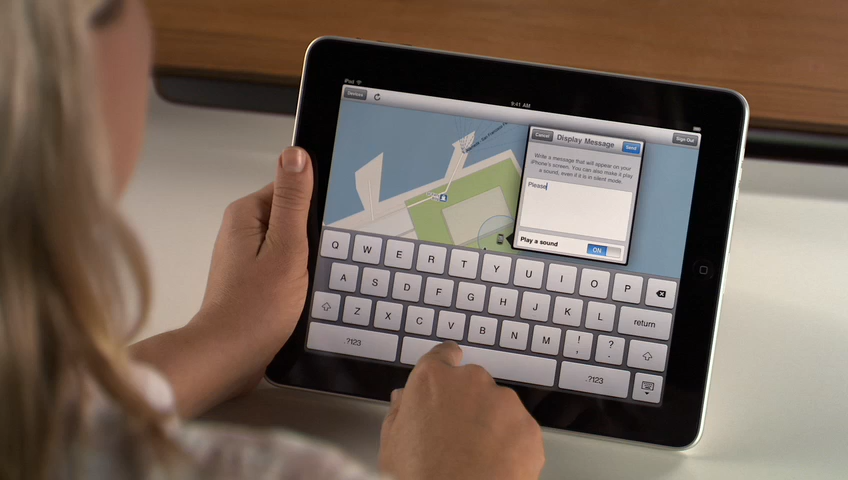 iPad
9:41 AM
Devices
Sign Out
Cancel
Display Message
Send
Write a message that will appear on your
iPhone's screen. You can also make it play
a sound, even if it is in silent mode.
Please
Play a sound
ON
Q W E R T Y U I O P
A S D F G H J K L return
Z X C V B N M ! , ? .
.?123
.?123